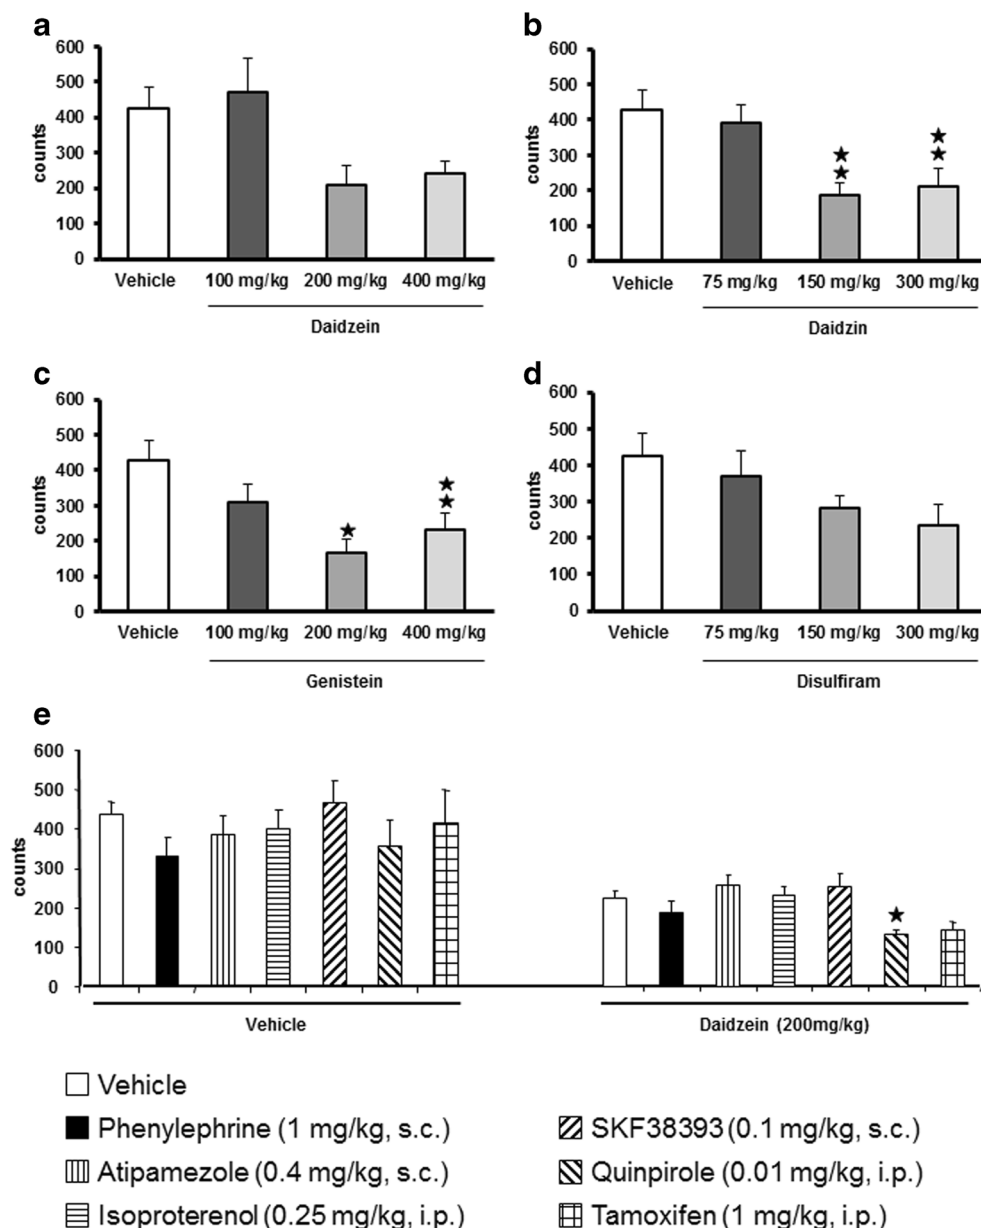 a
600
500
400
300
200
100
0
counts
Vehicle 100 mg/kg 200 mg/kg 400 mg/kg
Daidzein
b
600
500
400
300
200
100
0
counts
Vehicle 75 mg/kg 150 mg/kg 300 mg/kg
Daidzin
c
600
500
400
300
200
100
0
counts
Vehicle 100 mg/kg 200 mg/kg 400 mg/kg
Genistein
d
600
500
400
300
200
100
0
counts
Vehicle 75 mg/kg 150 mg/kg 300 mg/kg
Disulfiram
e
600
500
400
300
200
100
0
counts
Vehicle Daidzein (200mg/kg)
Vehicle
Phenylephrine (1 mg/kg, s.c.)
Atipamezole (0.4 mg/kg, s.c.)
Isoproterenol (0.25 mg/kg, i.p.)
SKF38393 (0.1 mg/kg, s.c.)
Quinpirole (0.01 mg/kg, i.p.)
Tamoxifen (1 mg/kg, i.p.)